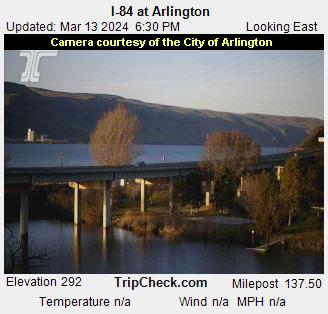 I-84 at Arlington
Updated: Mar 13 2024 6:30 PM Looking East
Camera courtesy of the City of Arlington
Elevation 292 TripCheck.com Milepost 137.50
Temperature n/a Wind n/a MPH n/a